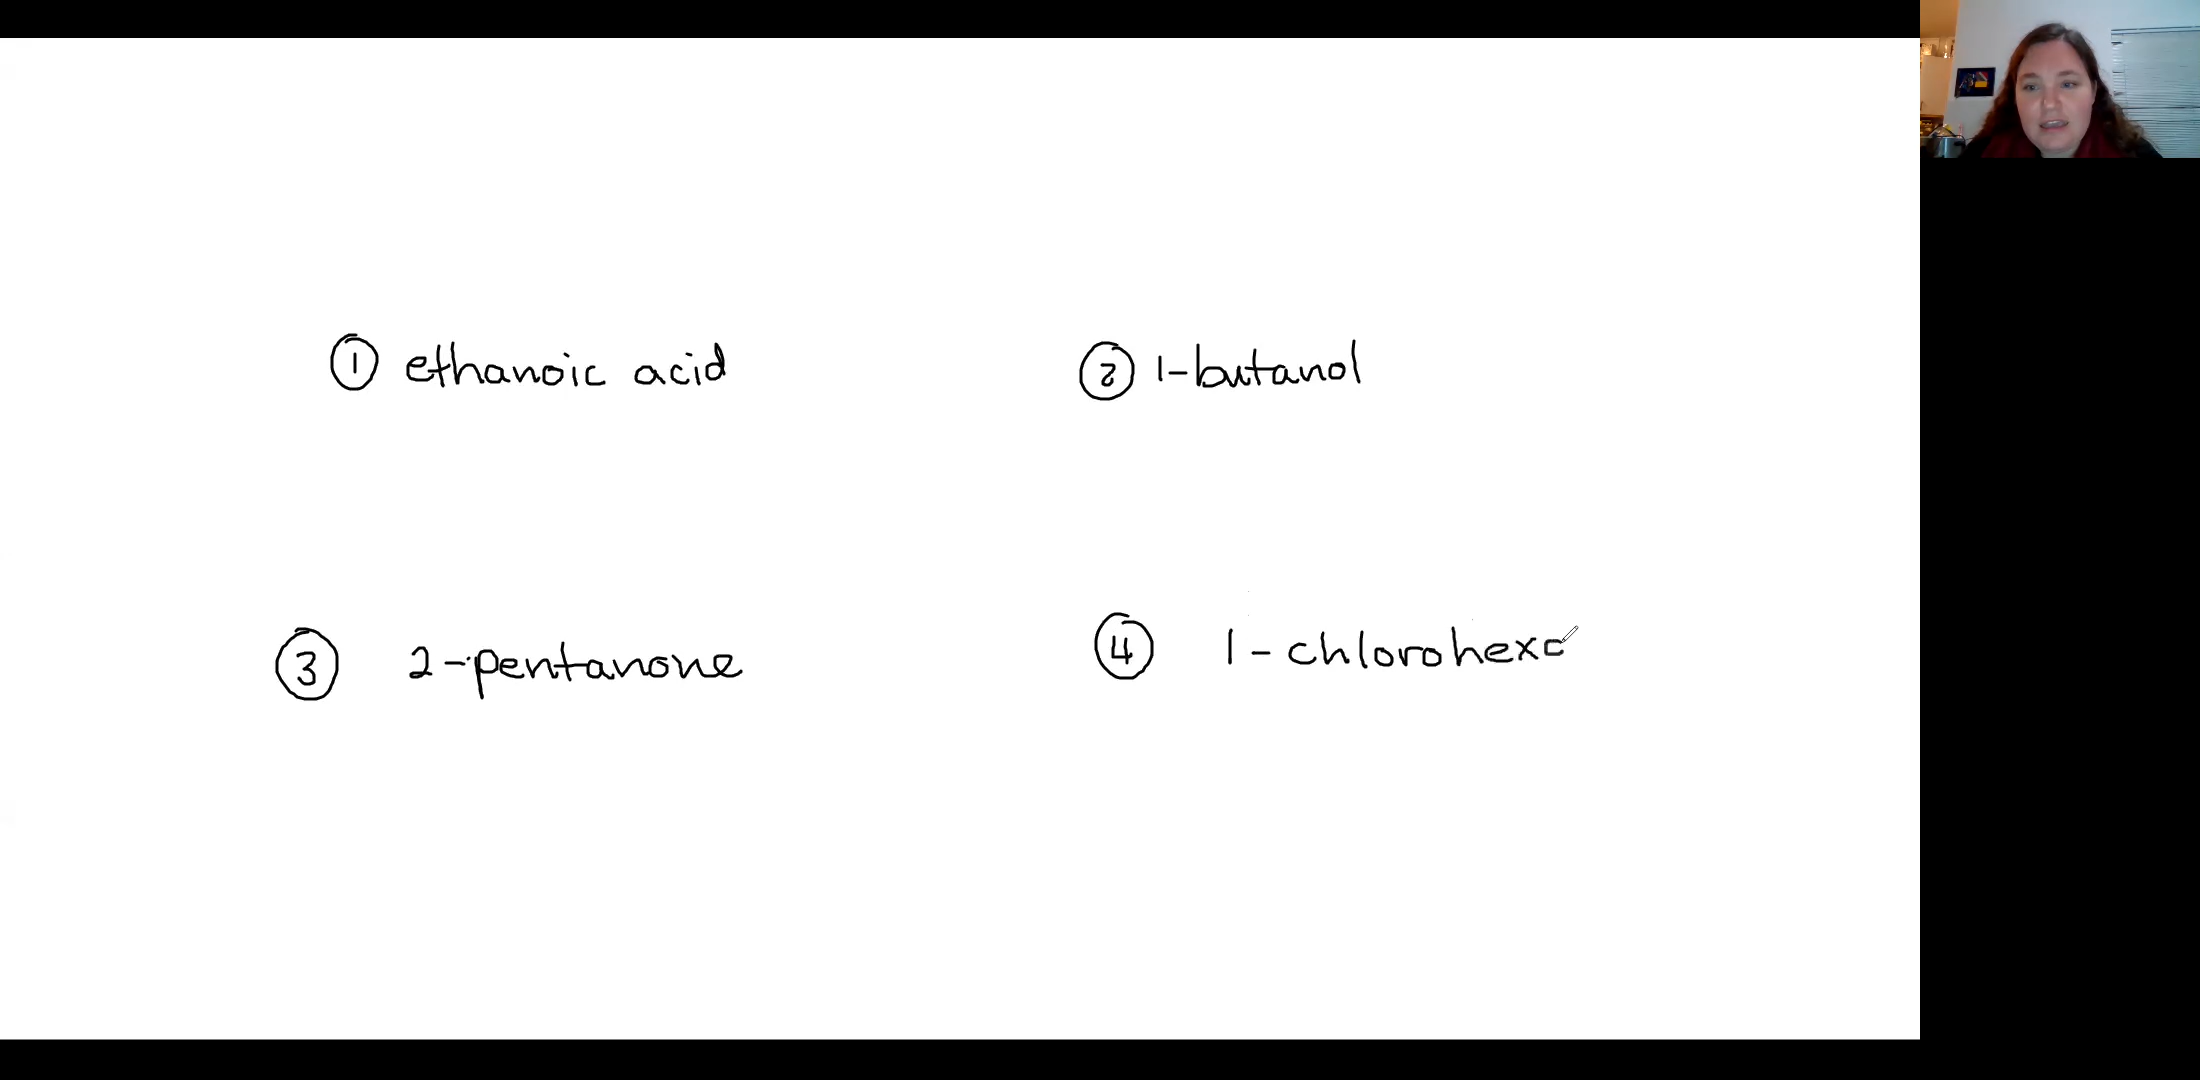 ① ethanoic acid
② 1-butanol
③ 2-pentanone
④ 1-chlorohexa